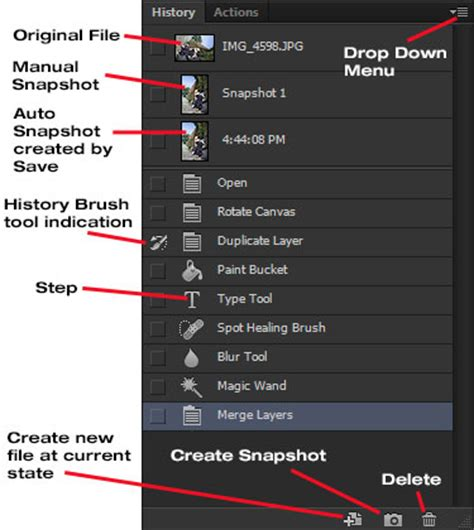 History Actions
Original File
IMG_4598.JPG
Drop Down
Menu
Manual
Snapshot
Snapshot 1
Auto
Snapshot
created by
Save
4:44:08 PM
Open
History Brush
tool indication
Rotate Canvas
Duplicate Layer
Paint Bucket
Step
Type Tool
Spot Healing Brush
Blur Tool
Magic Wand
Merge Layers
Create new
file at current
state
Create Snapshot
Delete